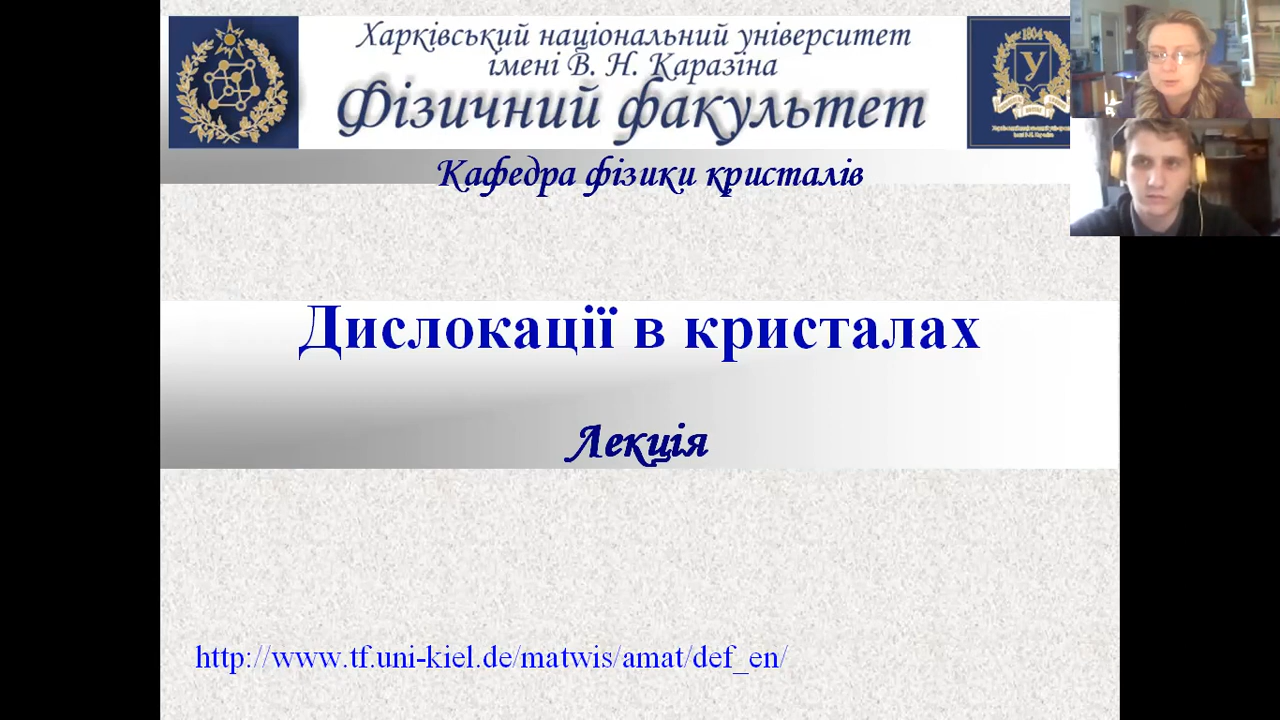 Харківський національний університет
імені В. Н. Каразіна
Фізичний факультет
1804
У
Кафедра фізики кристалів
Дислокації в кристалах
Лекція
http://www.tf.uni-kiel.de/matwis/amat/def_en/